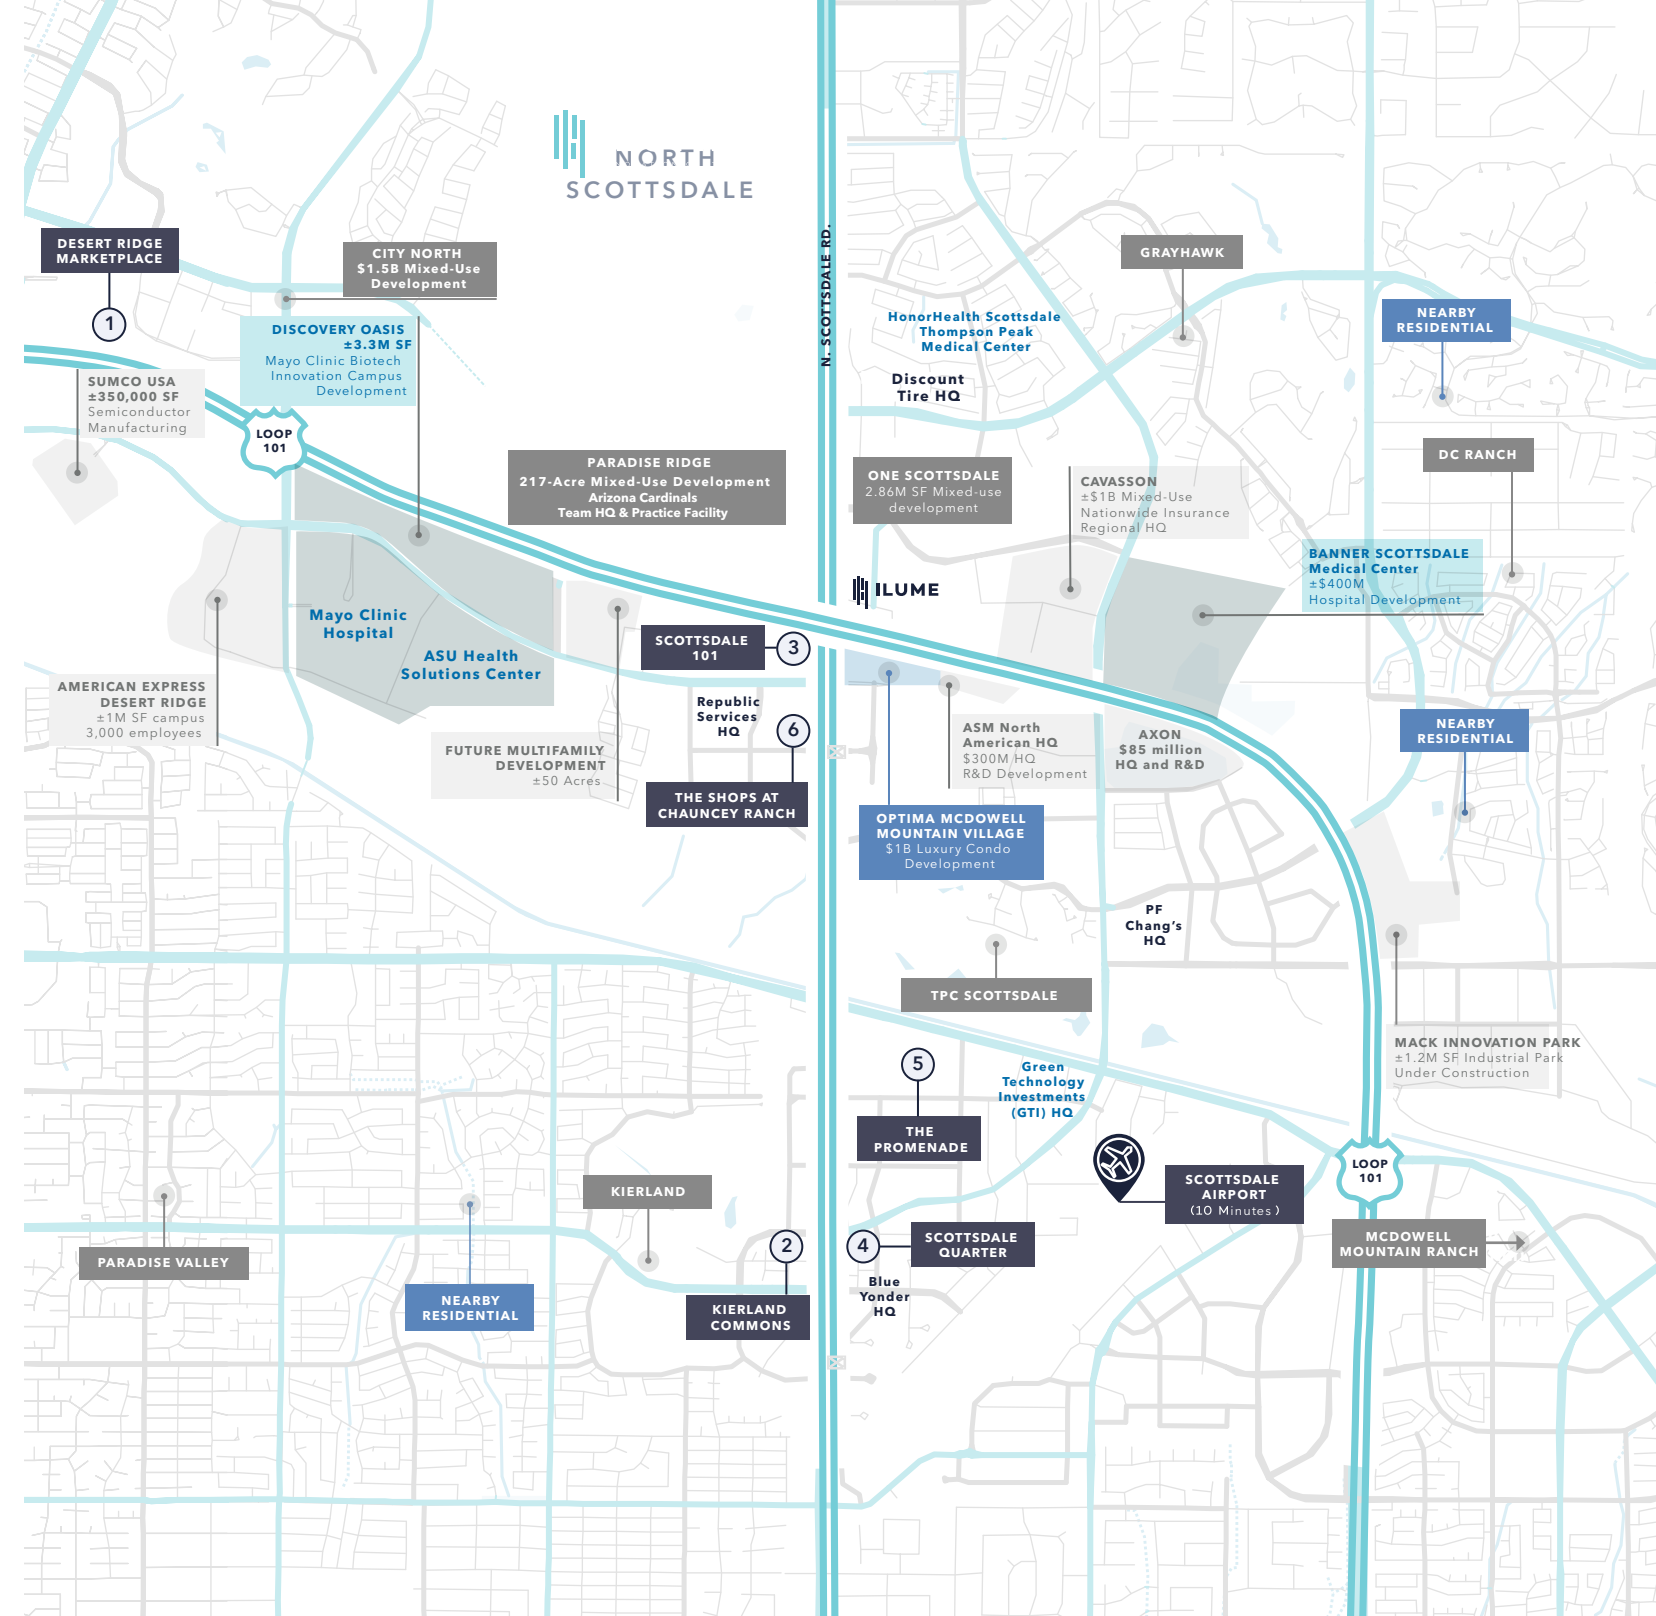 NORTH
SCOTTSDALE
N. SCOTTSDALE RD.
DESERT RIDGE
MARKETPLACE
1
CITY NORTH
$1.5B Mixed-Use
Development
DISCOVERY OASIS
±3.3M SF
Mayo Clinic Biotech
Innovation Campus
Development
SUMCO USA
±350,000 SF
Semiconductor
Manufacturing
LOOP
101
PARADISE RIDGE
217-Acre Mixed-Use Development
Arizona Cardinals
Team HQ & Practice Facility
GRAYHAWK
HonorHealth Scottsdale
Thompson Peak
Medical Center
Discount
Tire HQ
NEARBY
RESIDENTIAL
DC RANCH
ONE SCOTTSDALE
2.86M SF Mixed-use
development
CAVASSON
±$1B Mixed-Use
Nationwide Insurance
Regional HQ
BANNER SCOTTSDALE
Medical Center
±$400M
Hospital Development
ILUME
Mayo Clinic
Hospital
ASU Health
Solutions Center
SCOTTSDALE
101
3
AMERICAN EXPRESS
DESERT RIDGE
±1M SF campus
3,000 employees
Republic
Services
HQ
6
FUTURE MULTIFAMILY
DEVELOPMENT
±50 Acres
THE SHOPS AT
CHAUNCEY RANCH
ASM North
American HQ
$300M HQ
R&D Development
AXON
$85 million
HQ and R&D
NEARBY
RESIDENTIAL
OPTIMA MCDOWELL
MOUNTAIN VILLAGE
$1B Luxury Condo
Development
PF
Chang's
HQ
TPC SCOTTSDALE
MACK INNOVATION PARK
±1.2M SF Industrial Park
Under Construction
5
THE
PROMENADE
Green
Technology
Investments
(GTI) HQ
SCOTTSDALE
AIRPORT
(10 Minutes)
LOOP
101
KIERLAND
PARADISE VALLEY
NEARBY
RESIDENTIAL
2
KIERLAND
COMMONS
4
SCOTTSDALE
QUARTER
Blue
Yonder
HQ
MCDOWELL
MOUNTAIN RANCH